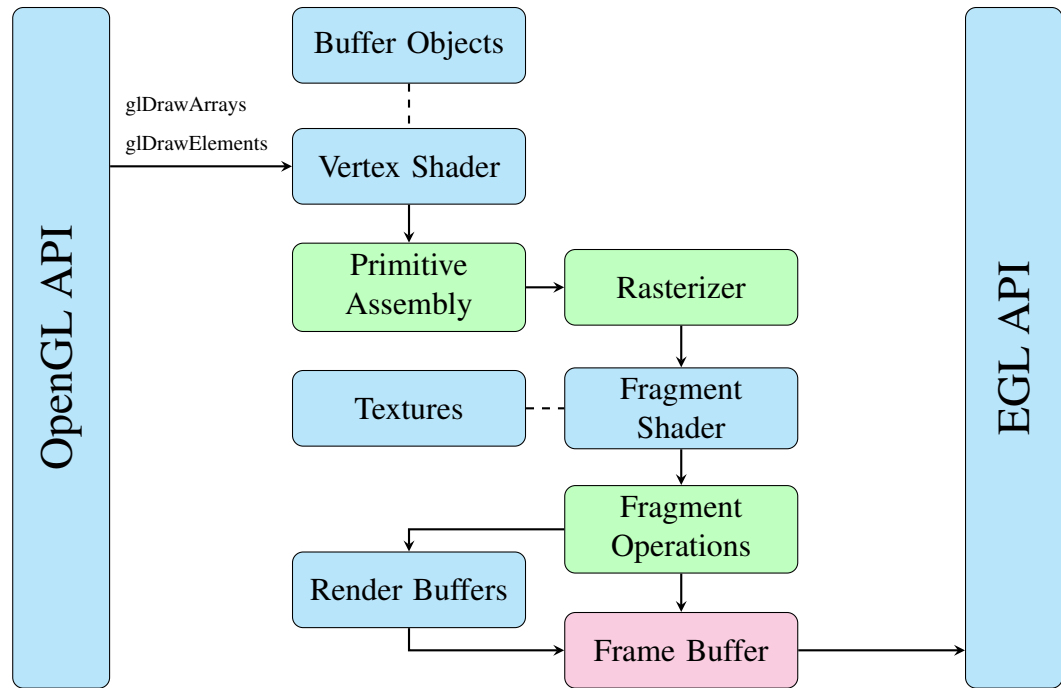 OpenGL API
glDrawArrays
glDrawElements
Buffer Objects
Vertex Shader
Primitive
Assembly
Rasterizer
Textures
Fragment
Shader
Fragment
Operations
Render Buffers
Frame Buffer
EGL API